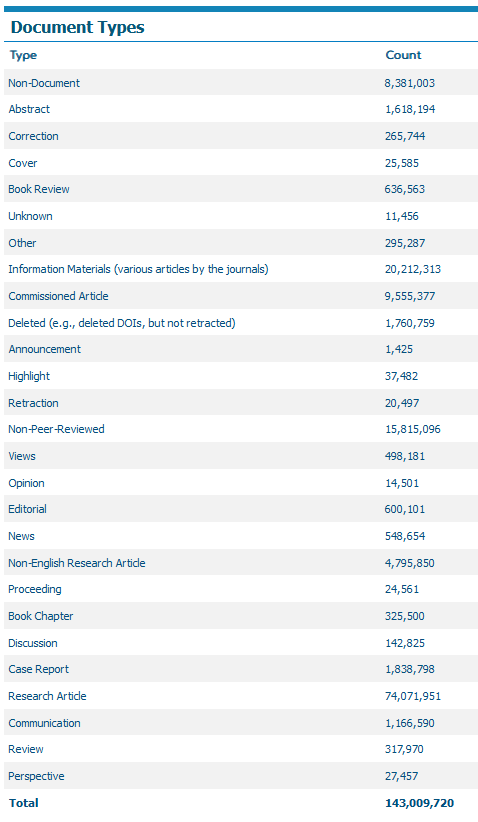 Document Types
Type Count
Non-Document 8,381,003
Abstract 1,618,194
Correction 265,744
Cover 25,585
Book Review 636,563
Unknown 11,456
Other 295,287
Information Materials (various articles by the journals) 20,212,313
Commissioned Article 9,555,377
Deleted (e.g., deleted DOIs, but not retracted) 1,760,759
Announcement 1,425
Highlight 37,482
Retraction 20,497
Non-Peer-Reviewed 15,815,096
Views 498,181
Opinion 14,501
Editorial 600,101
News 548,654
Non-English Research Article 4,795,850
Proceeding 24,561
Book Chapter 325,500
Discussion 142,825
Case Report 1,838,798
Research Article 74,071,951
Communication 1,166,590
Review 317,970
Perspective 27,457
Total 143,009,720